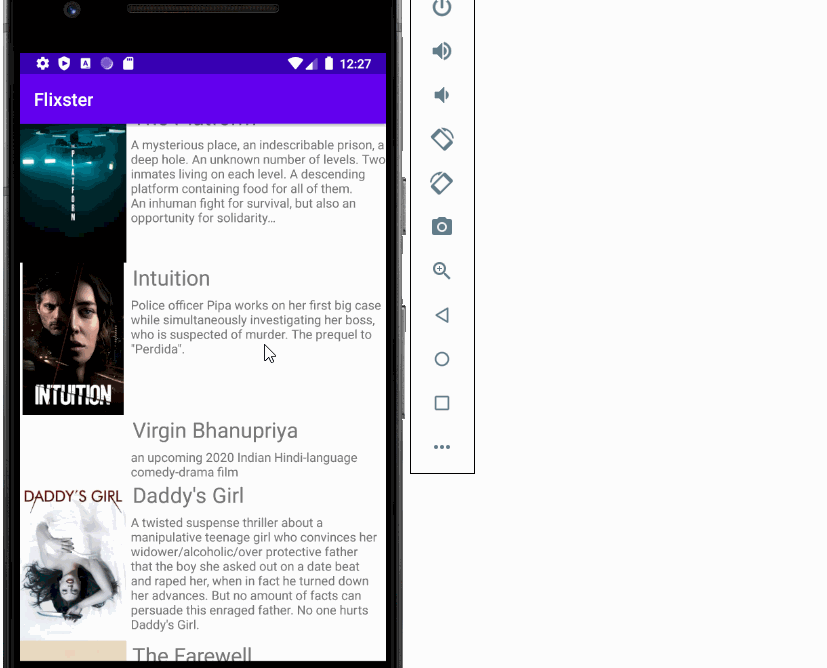 12:27
Flixster
The Platform
PLATFORM
A mysterious place, an indescribable prison, a
deep hole. An unknown number of levels. Two
inmates living on each level. A descending
platform containing food for all of them.
An inhuman fight for survival, but also an
opportunity for solidarity…
INTUITION
Intuition
Police officer Pipa works on her first big case
while simultaneously investigating her boss,
who is suspected of murder. The prequel to
"Perdida".
Virgin Bhanupriya
an upcoming 2020 Indian Hindi-language
comedy-drama film
DADDY'S GIRL
Daddy's Girl
A twisted suspense thriller about a
manipulative teenage girl who convinces her
widower/alcoholic/over protective father
that the boy she asked out on a date beat
and raped her, when in fact he turned down
her advances. But no amount of facts can
persuade this enraged father. No one hurts
Daddy's Girl.
The Farewell